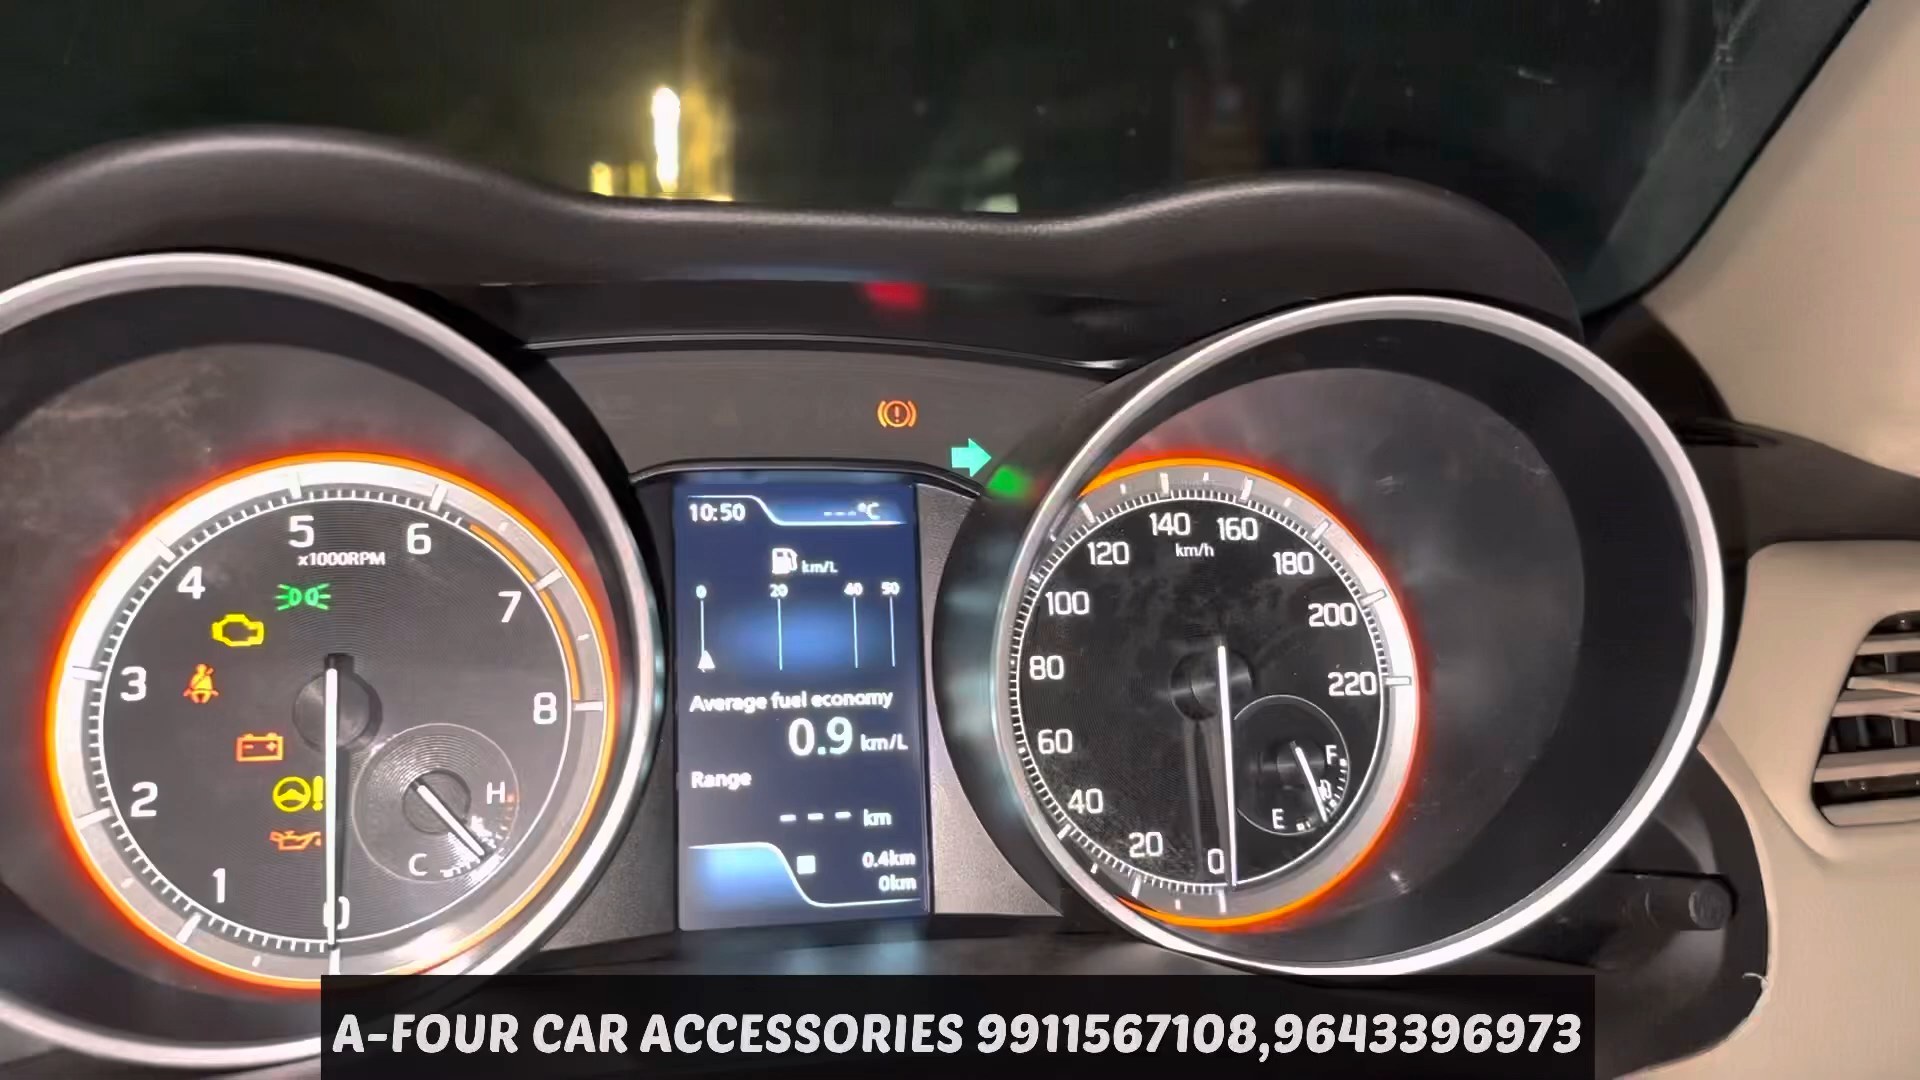 5
6
x1000RPM
4
7
3
8
2
1
0
H
C
10:50
---°C
km/L
0 20 40 50
Average fuel economy
0.9 km/L
Range
--- km
0.4km
0km
140
160
km/h
120
180
100
200
80
220
60
40
20
0
F
E
A-FOUR CAR ACCESSORIES 9911567108,9643396973